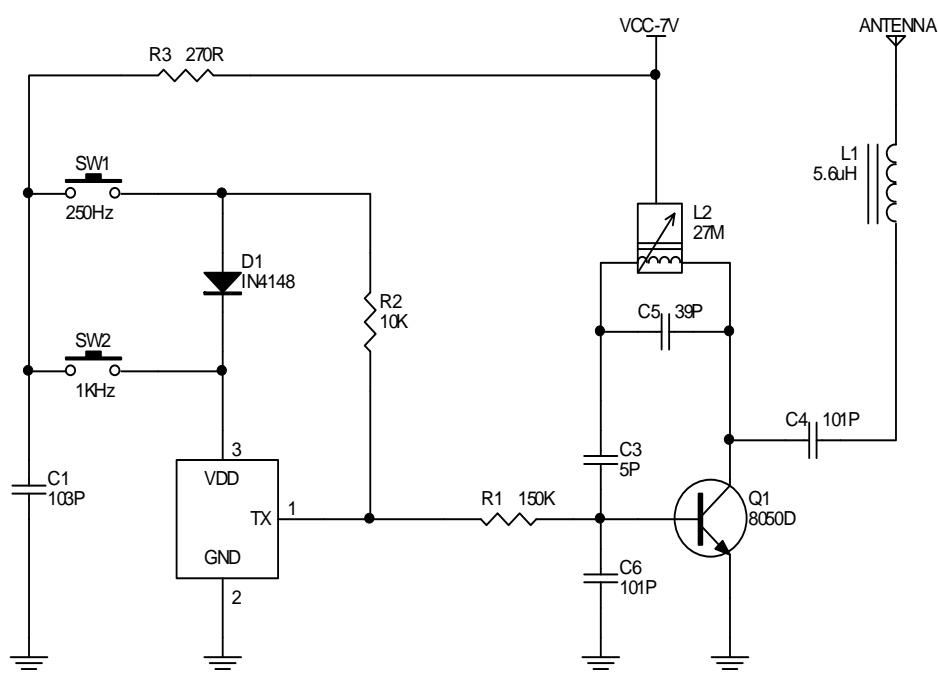 VCC-7V
ANTENNA
R3 270R
L1
5.6uH
SW1
250Hz
L2
27M
D1
IN4148
R2
10K
C5 39P
SW2
1KHz
C4 101P
3
C3
5P
C1
103P
VDD
R1 150K
Q1
8050D
1
TX
GND
C6
101P
2